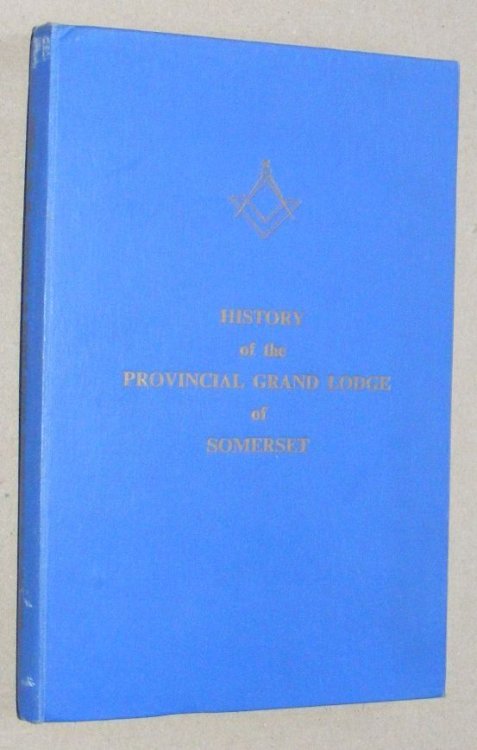 HISTORY
of the
PROVINCIAL GRAND LODGE
of
SOMERSET